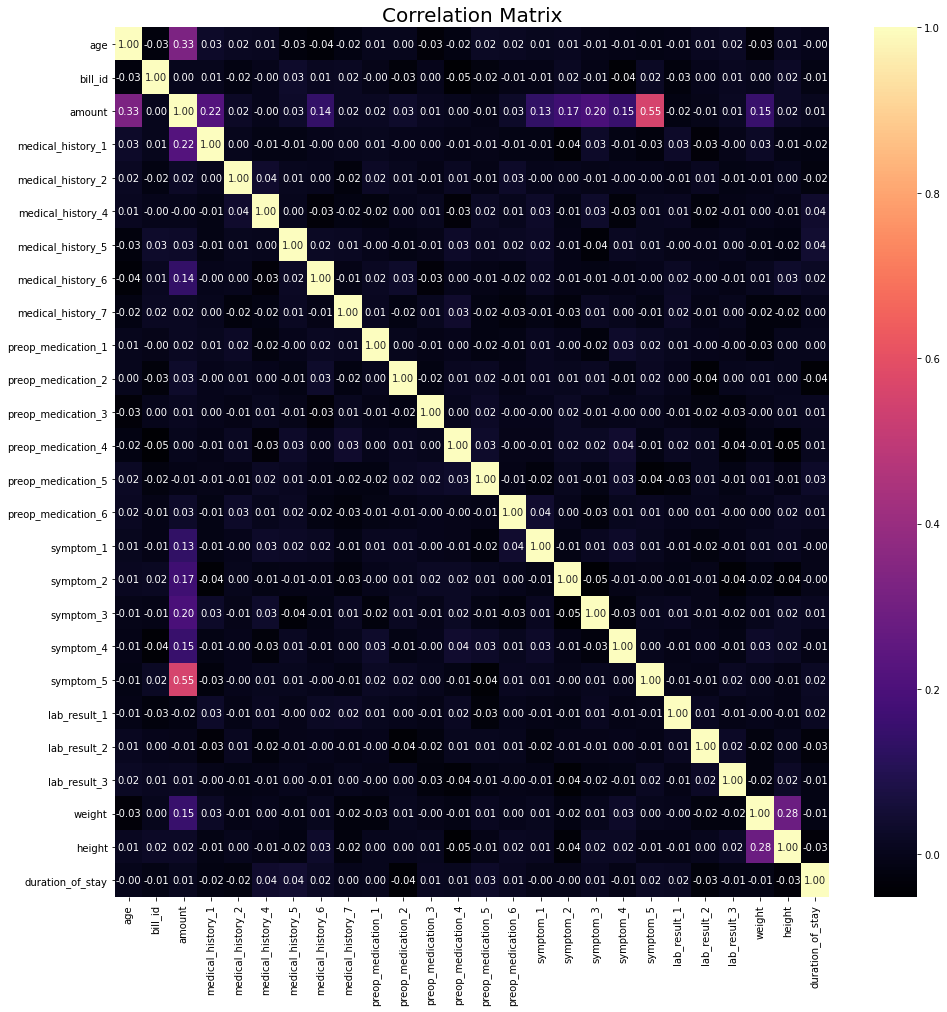 Correlation Matrix
age 1.00 -0.03 0.33 0.03 0.02 0.01 -0.03 -0.04 -0.02 0.01 0.00 -0.03 -0.02 0.02 0.02 0.01 0.01 -0.01 -0.01 -0.01 -0.01 0.01 0.02 -0.03 0.01 -0.00
bill_id -0.03 1.00 0.00 0.01 -0.02 -0.00 0.03 0.01 0.02 -0.02 -0.03 0.00 -0.05 -0.02 -0.01 -0.01 0.02 -0.01 -0.04 0.02 -0.03 0.00 0.01 0.00 0.02 -0.01
amount 0.33 0.00 1.00 0.22 0.02 -0.00 0.03 0.14 0.02 0.02 0.03 0.01 0.00 -0.01 0.03 0.13 0.17 0.20 0.15 0.55 -0.02 -0.01 0.01 0.15 0.02 0.01
medical_history_1 0.03 0.01 0.22 1.00 0.00 -0.01 -0.01 -0.00 0.00 0.01 -0.00 0.00 -0.01 -0.01 -0.01 -0.01 -0.04 0.03 -0.01 -0.03 0.03 -0.03 -0.00 0.03 -0.01 -0.02
medical_history_2 0.02 -0.02 0.02 0.00 1.00 0.04 0.01 0.00 -0.02 0.02 0.01 -0.01 0.01 -0.01 0.03 -0.00 0.00 -0.01 -0.00 -0.00 -0.01 0.01 -0.01 -0.01 0.00 -0.02
medical_history_4 0.01 -0.00 -0.00 -0.01 0.04 1.00 0.00 -0.03 -0.02 -0.02 0.00 0.01 -0.03 0.02 0.01 0.03 -0.01 0.03 -0.03 0.01 0.01 -0.02 -0.01 0.00 -0.01 0.04
medical_history_5 -0.03 0.03 0.03 -0.01 0.01 0.00 1.00 0.02 0.01 -0.00 -0.01 -0.01 0.03 0.01 0.02 0.02 -0.01 -0.04 0.01 0.01 -0.00 -0.01 0.00 -0.01 -0.02 0.04
medical_history_6 -0.04 0.01 0.14 -0.00 0.00 -0.03 0.02 1.00 -0.01 0.02 0.03 -0.03 0.00 -0.01 -0.02 0.02 -0.01 -0.01 -0.01 -0.00 0.02 -0.00 -0.01 0.01 0.03 0.02
medical_history_7 -0.02 0.02 0.02 0.00 -0.02 -0.02 0.01 -0.01 1.00 0.01 -0.02 0.01 0.03 -0.02 -0.03 -0.01 -0.03 0.01 0.00 -0.01 0.02 -0.01 0.00 -0.02 -0.02 0.00
preop_medication_1 0.01 -0.02 0.02 0.01 0.02 -0.02 -0.00 0.02 0.01 1.00 0.00 -0.01 0.00 -0.02 -0.01 0.01 -0.00 -0.02 0.03 0.02 0.01 -0.00 -0.00 -0.03 0.00 0.00
preop_medication_2 0.00 -0.03 0.03 -0.00 0.01 0.00 -0.01 0.03 -0.02 0.00 1.00 -0.02 0.01 0.02 -0.01 0.01 0.01 0.01 -0.01 0.02 0.00 -0.04 0.00 0.01 0.00 -0.04
preop_medication_3 -0.03 0.00 0.01 0.00 -0.01 0.01 -0.01 -0.03 0.01 -0.01 -0.02 1.00 0.00 0.02 -0.00 -0.00 0.02 -0.01 -0.00 0.00 -0.01 -0.02 -0.03 0.00 0.01 0.01
preop_medication_4 -0.02 -0.05 0.00 -0.01 0.01 -0.03 0.03 0.00 0.03 0.00 0.01 0.00 1.00 0.03 -0.00 -0.01 0.02 0.02 0.04 -0.01 0.02 0.01 -0.04 -0.01 -0.05 0.01
preop_medication_5 0.02 -0.02 -0.01 -0.01 -0.01 0.02 0.01 -0.01 -0.02 -0.02 0.02 0.02 0.03 1.00 -0.01 -0.02 0.01 -0.01 0.03 -0.04 -0.03 0.01 -0.01 0.01 -0.01 0.03
preop_medication_6 0.02 -0.01 0.03 -0.01 0.03 0.01 0.02 -0.02 -0.03 -0.01 -0.01 -0.00 -0.00 -0.01 1.00 0.04 0.00 -0.03 0.01 0.01 0.00 0.01 -0.01 0.00 0.02 0.01
symptom_1 0.01 -0.01 0.13 -0.01 -0.00 0.03 0.02 0.02 -0.01 0.01 0.01 -0.00 -0.01 -0.02 0.04 1.00 -0.01 0.01 0.03 0.01 -0.01 -0.02 -0.01 0.01 0.01 -0.00
symptom_2 0.01 0.02 0.17 -0.04 0.00 -0.01 -0.01 -0.01 -0.03 -0.00 0.01 0.02 0.02 0.01 0.00 -0.01 1.00 -0.05 -0.01 -0.00 -0.01 -0.01 -0.04 0.02 -0.04 -0.00
symptom_3 -0.01 -0.01 0.20 0.03 -0.01 0.03 -0.04 -0.01 0.01 -0.02 0.01 -0.01 0.02 -0.01 -0.03 0.01 -0.05 1.00 -0.03 0.01 0.01 -0.01 -0.02 0.01 0.02 0.01
symptom_4 -0.01 -0.04 0.15 -0.01 -0.00 -0.03 0.01 -0.01 0.00 0.03 -0.01 -0.00 0.04 0.03 0.01 0.03 -0.01 -0.03 1.00 0.00 -0.01 0.00 -0.01 0.03 0.02 -0.01
symptom_5 -0.01 0.02 0.55 -0.03 -0.00 0.01 0.01 -0.00 -0.01 0.02 0.02 0.00 -0.01 -0.04 0.01 0.01 -0.00 0.01 0.00 1.00 -0.01 -0.01 0.02 0.00 -0.01 0.02
lab_result_1 -0.01 -0.03 -0.02 0.03 -0.01 0.01 -0.00 0.02 0.02 0.01 0.00 -0.01 0.02 -0.03 0.00 -0.01 -0.01 0.01 -0.01 -0.01 1.00 0.01 -0.01 -0.00 -0.01 0.02
lab_result_2 0.01 0.00 -0.01 -0.03 0.01 -0.02 -0.01 -0.00 -0.01 -0.00 -0.04 -0.02 0.01 0.01 0.01 -0.02 -0.01 -0.01 0.00 -0.01 0.01 1.00 0.02 -0.02 0.00 -0.03
lab_result_3 0.02 0.01 0.01 -0.00 -0.01 -0.01 0.00 -0.01 0.00 -0.00 0.00 -0.03 -0.04 -0.01 -0.01 -0.01 -0.04 -0.02 -0.01 0.02 -0.01 0.02 1.00 -0.02 0.02 -0.01
weight -0.03 0.00 0.15 0.03 -0.01 0.00 -0.01 0.01 -0.02 -0.03 0.01 0.00 -0.01 0.01 0.00 0.01 0.02 0.01 0.03 0.00 -0.00 -0.02 -0.02 1.00 0.28 -0.01
height 0.01 0.02 0.02 -0.01 0.00 -0.01 -0.02 0.03 -0.02 0.00 0.00 0.01 -0.05 -0.01 0.02 0.01 -0.04 0.02 0.02 -0.01 -0.01 0.00 0.02 0.28 1.00 -0.03
duration_of_stay -0.00 -0.01 0.01 -0.02 -0.02 0.04 0.04 0.02 0.00 0.00 -0.04 0.01 0.01 0.03 0.01 -0.00 -0.00 0.01 -0.01 0.02 0.02 -0.03 -0.01 -0.01 -0.03 1.00
age
bill_id
amount
medical_history_1
medical_history_2
medical_history_4
medical_history_5
medical_history_6
medical_history_7
preop_medication_1
preop_medication_2
preop_medication_3
preop_medication_4
preop_medication_5
preop_medication_6
symptom_1
symptom_2
symptom_3
symptom_4
symptom_5
lab_result_1
lab_result_2
lab_result_3
weight
height
duration_of_stay
1.0
0.8
0.6
0.4
0.2
0.0